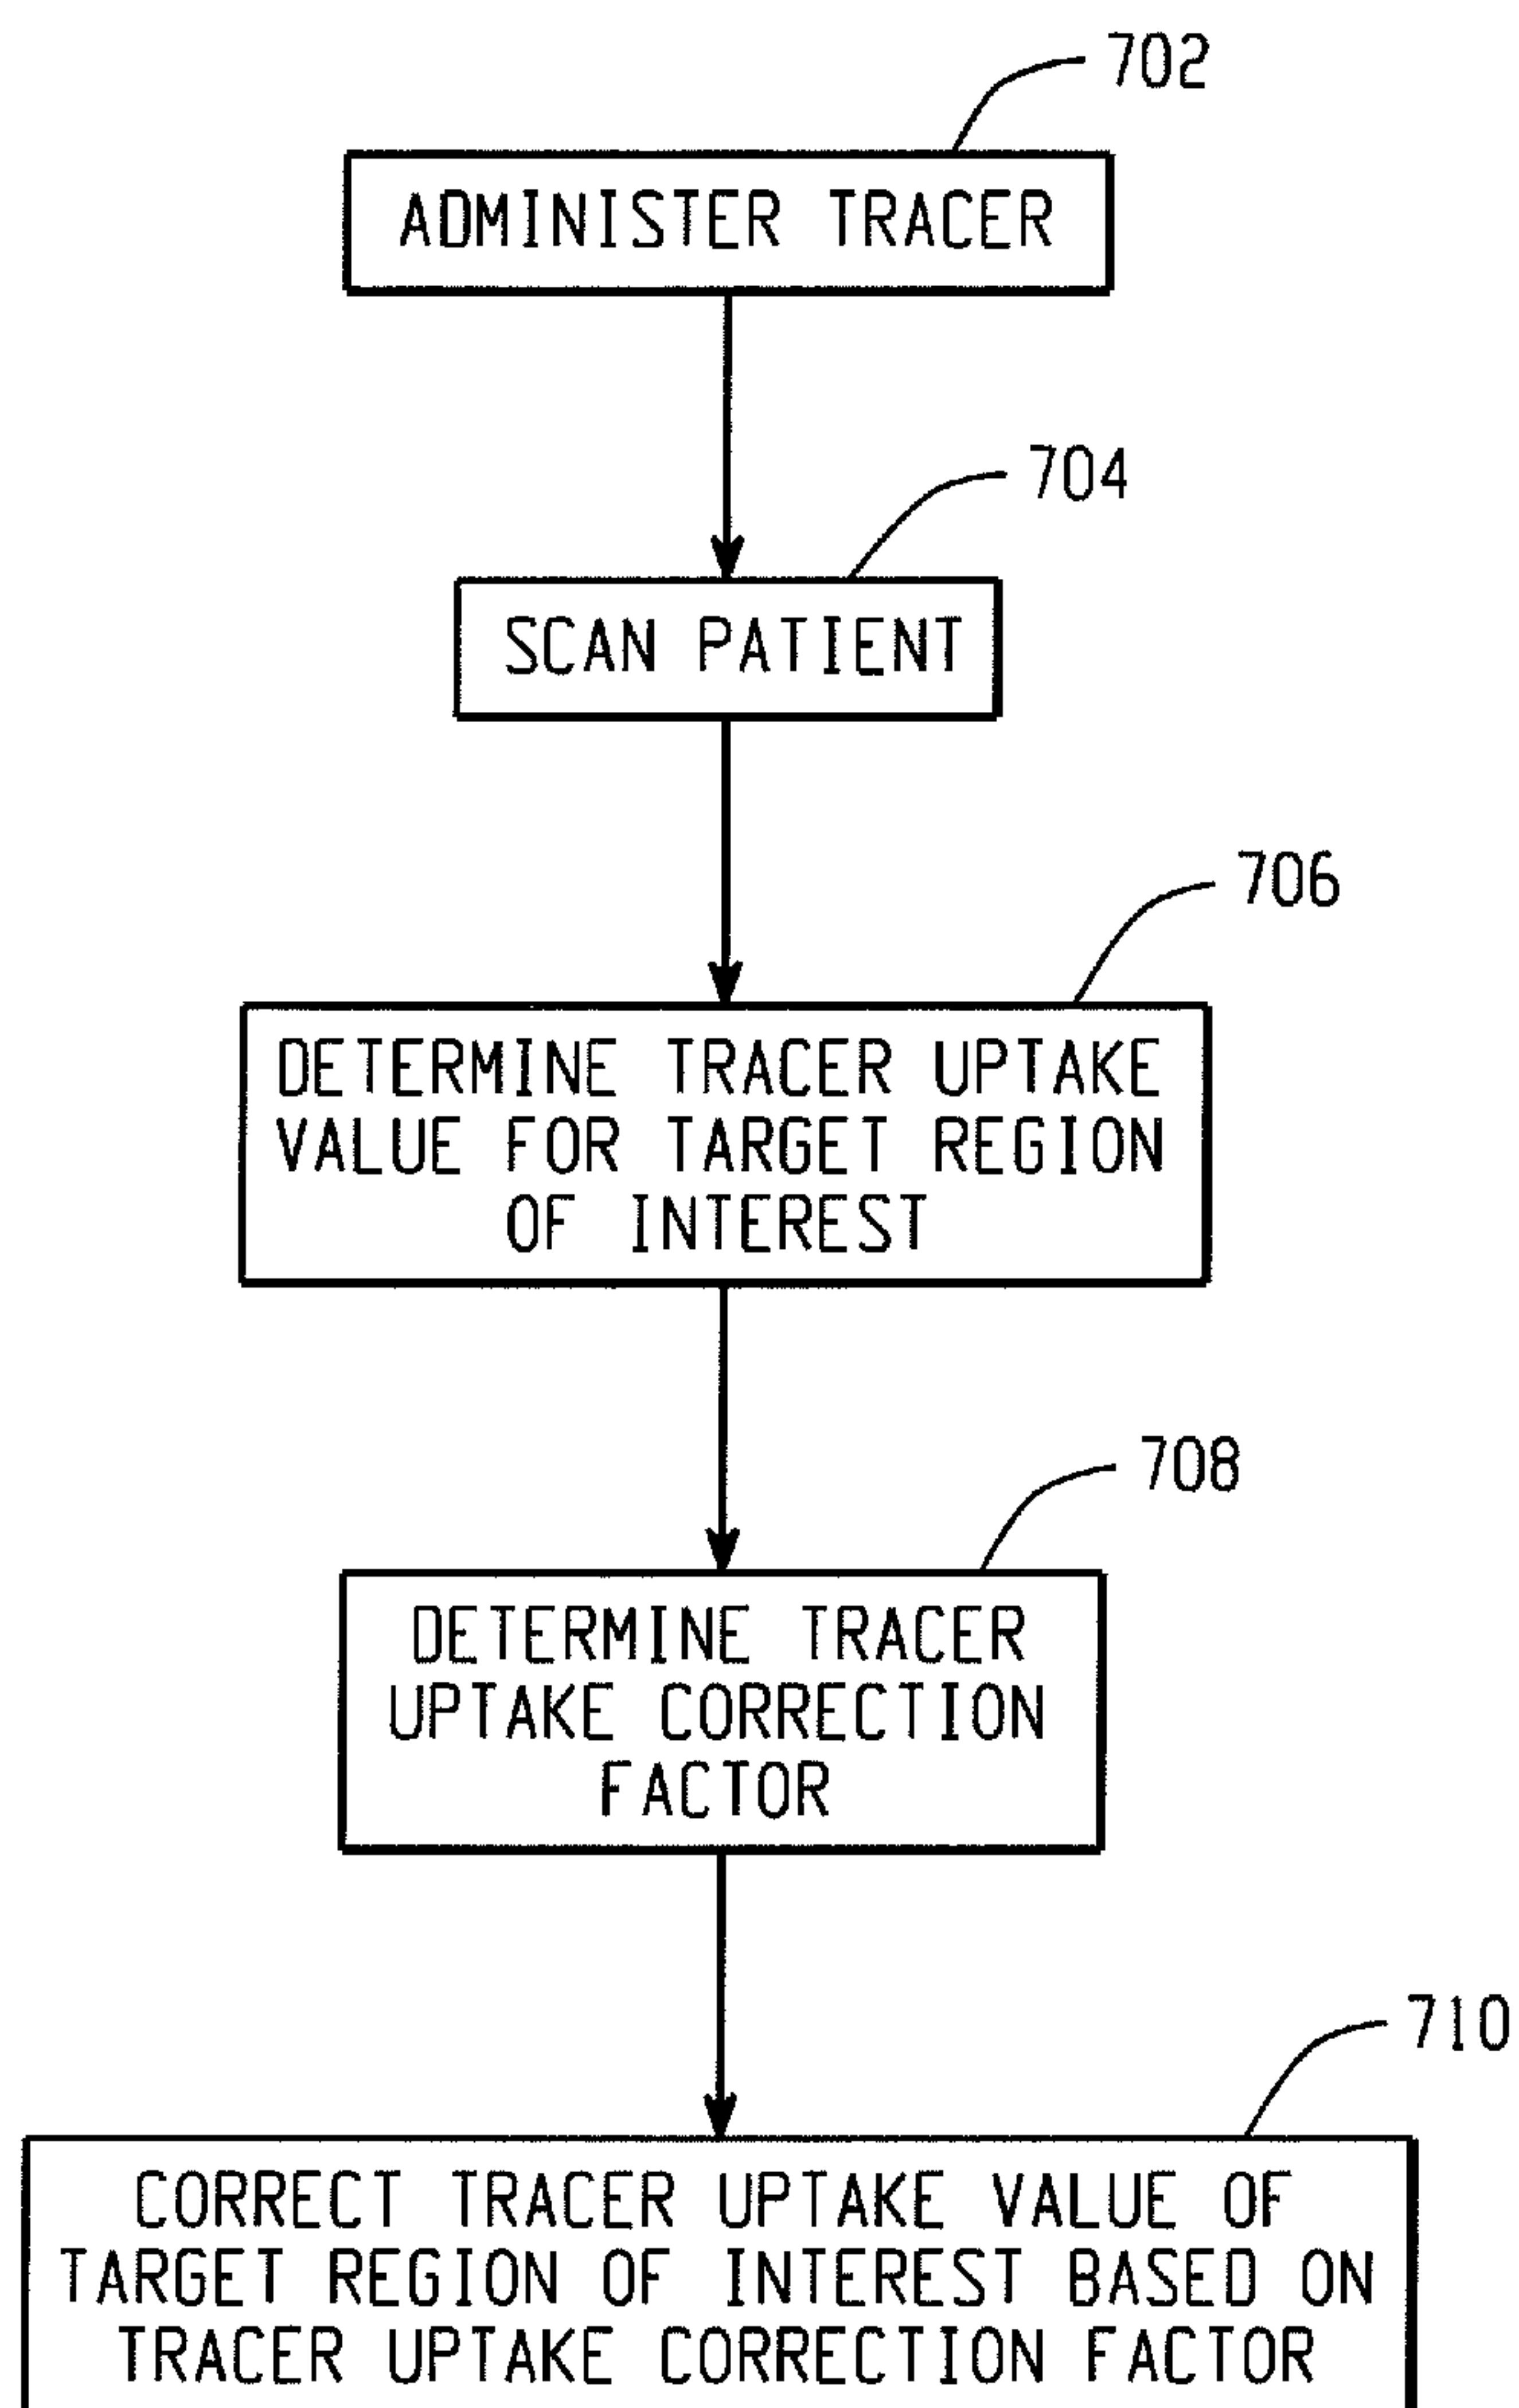 702
ADMINISTER TRACER
704
SCAN PATIENT
706
DETERMINE TRACER UPTAKE
VALUE FOR TARGET REGION
OF INTEREST
708
DETERMINE TRACER
UPTAKE CORRECTION
FACTOR
710
CORRECT TRACER UPTAKE VALUE OF
TARGET REGION OF INTEREST BASED ON
TRACER UPTAKE CORRECTION FACTOR